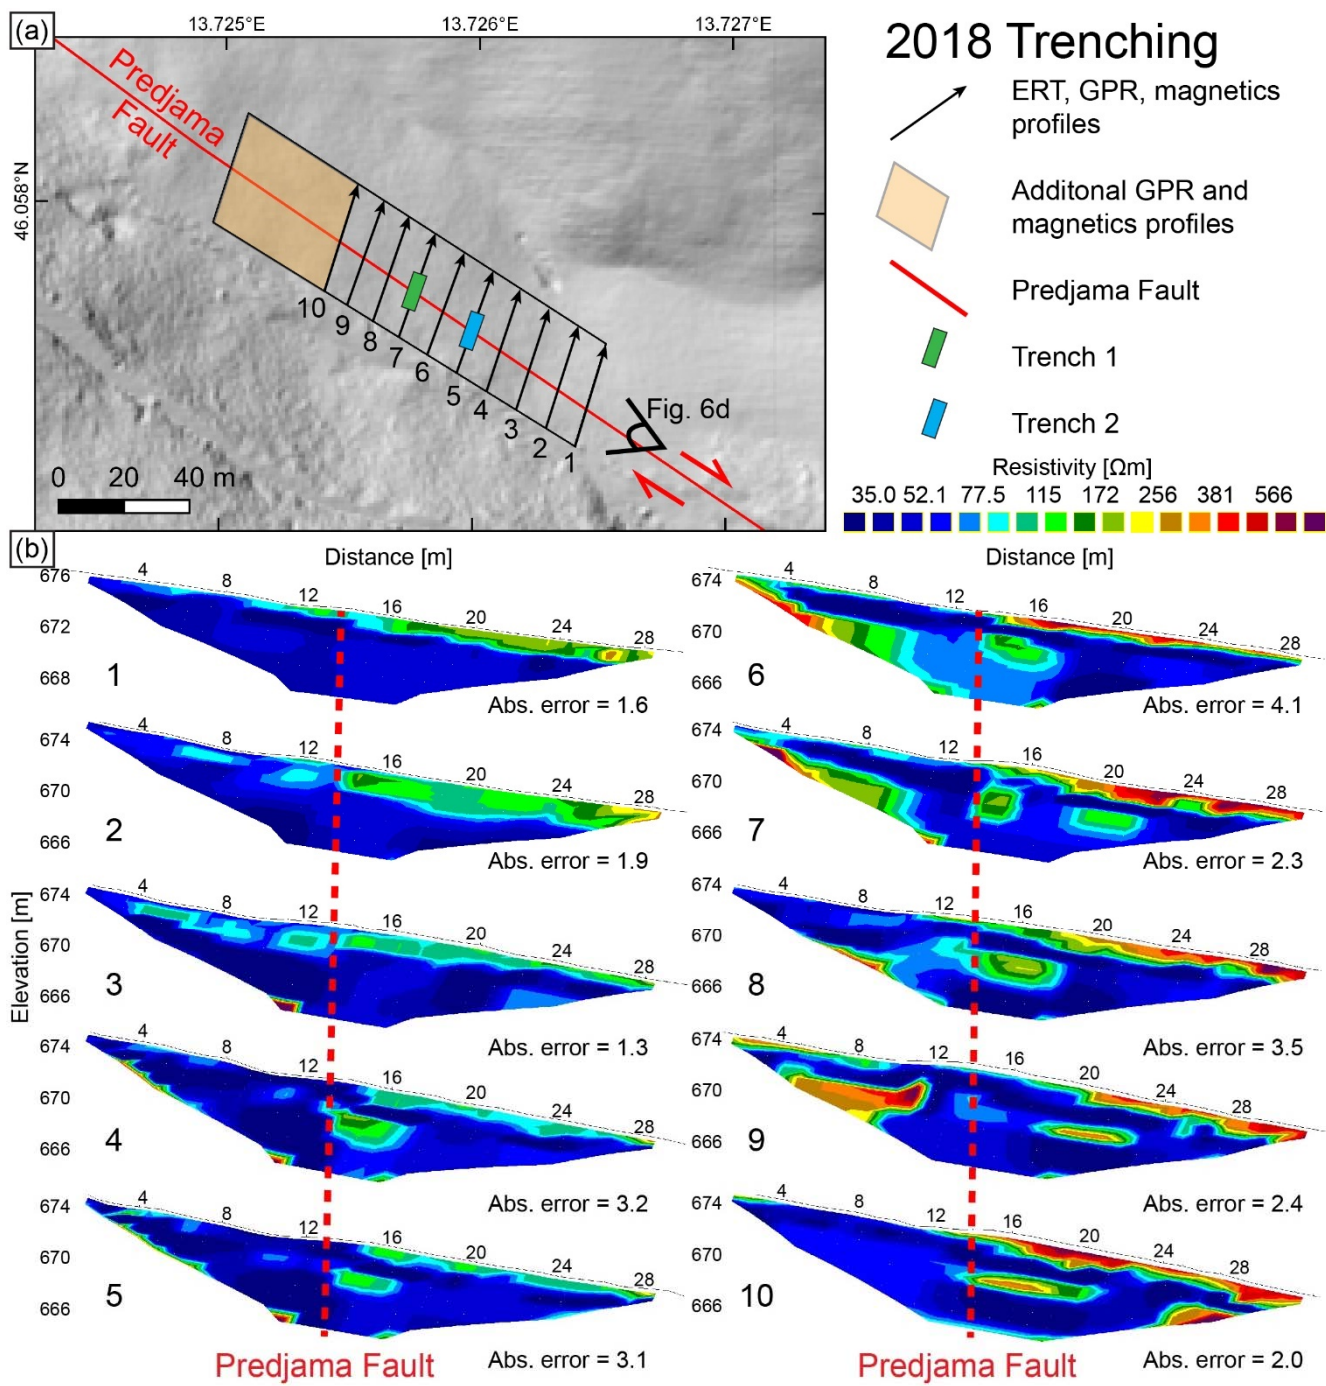 (a)
13.725°E
13.726°E
13.727°E
46.058°N
Predjama
Fault
10
9
8
7
6
5
4
3
2
1
Fig. 6d
0 20 40 m
2018 Trenching
ERT, GPR, magnetics
profiles
Additonal GPR and
magnetics profiles
Predjama Fault
Trench 1
Trench 2
Resistivity [Ωm]
35.0 52.1 77.5 115 172 256 381 566
(b)
Distance [m]
Distance [m]
Elevation [m]
676
672
668
4 8 12 16 20 24 28
1
Abs. error = 1.6
674
670
666
4 8 12 16 20 24 28
2
Abs. error = 1.9
674
670
666
4 8 12 16 20 24 28
3
Abs. error = 1.3
674
670
666
4 8 12 16 20 24 28
4
Abs. error = 3.2
674
670
666
4 8 12 16 20 24 28
5
Abs. error = 3.1
Predjama Fault
674
670
666
4 8 12 16 20 24 28
6
Abs. error = 4.1
674
670
666
4 8 12 16 20 24 28
7
Abs. error = 2.3
674
670
666
4 8 12 16 20 24 28
8
Abs. error = 3.5
674
670
666
4 8 12 16 20 24 28
9
Abs. error = 2.4
674
670
666
4 8 12 16 20 24 28
10
Abs. error = 2.0
Predjama Fault